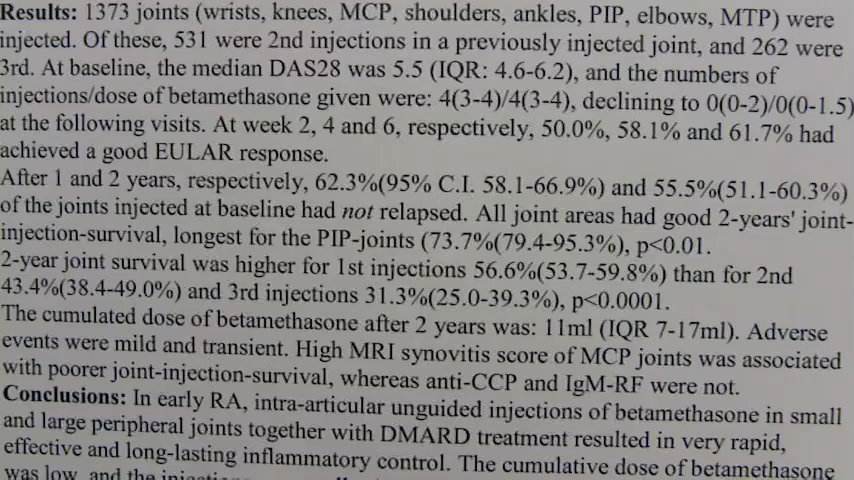 Results: 1373 joints (wrists, knees, MCP, shoulders, ankles, PIP, elbows, MTP) were
injected. Of these, 531 were 2nd injections in a previously injected joint, and 262 were
3rd. At baseline, the median DAS28 was 5.5 (IQR: 4.6-6.2), and the numbers of
injections/dose of betamethasone given were: 4(3-4)/4(3-4), declining to 0(0-2)/0(0-1.5)
at the following visits. At week 2, 4 and 6, respectively, 50.0%, 58.1% and 61.7% had
achieved a good EULAR response.
After 1 and 2 years, respectively, 62.3%(95% C.I. 58.1-66.9%) and 55.5%(51.1-60.3%)
of the joints injected at baseline had not relapsed. All joint areas had good 2-years' joint-
injection-survival, longest for the PIP-joints (73.7%(79.4-95.3%), p<0.01.
2-year joint survival was higher for 1st injections 56.6%(53.7-59.8%) than for 2nd
43.4%(38.4-49.0%) and 3rd injections 31.3%(25.0-39.3%), p<0.0001.
The cumulated dose of betamethasone after 2 years was: 11ml (IQR 7-17ml). Adverse
events were mild and transient. High MRI synovitis score of MCP joints was associated
with poorer joint-injection-survival, whereas anti-CCP and IgM-RF were not.
Conclusions: In early RA, intra-articular unguided injections of betamethasone in small
and large peripheral joints together with DMARD treatment resulted in very rapid,
effective and long-lasting inflammatory control. The cumulative dose of betamethasone
was low, and the